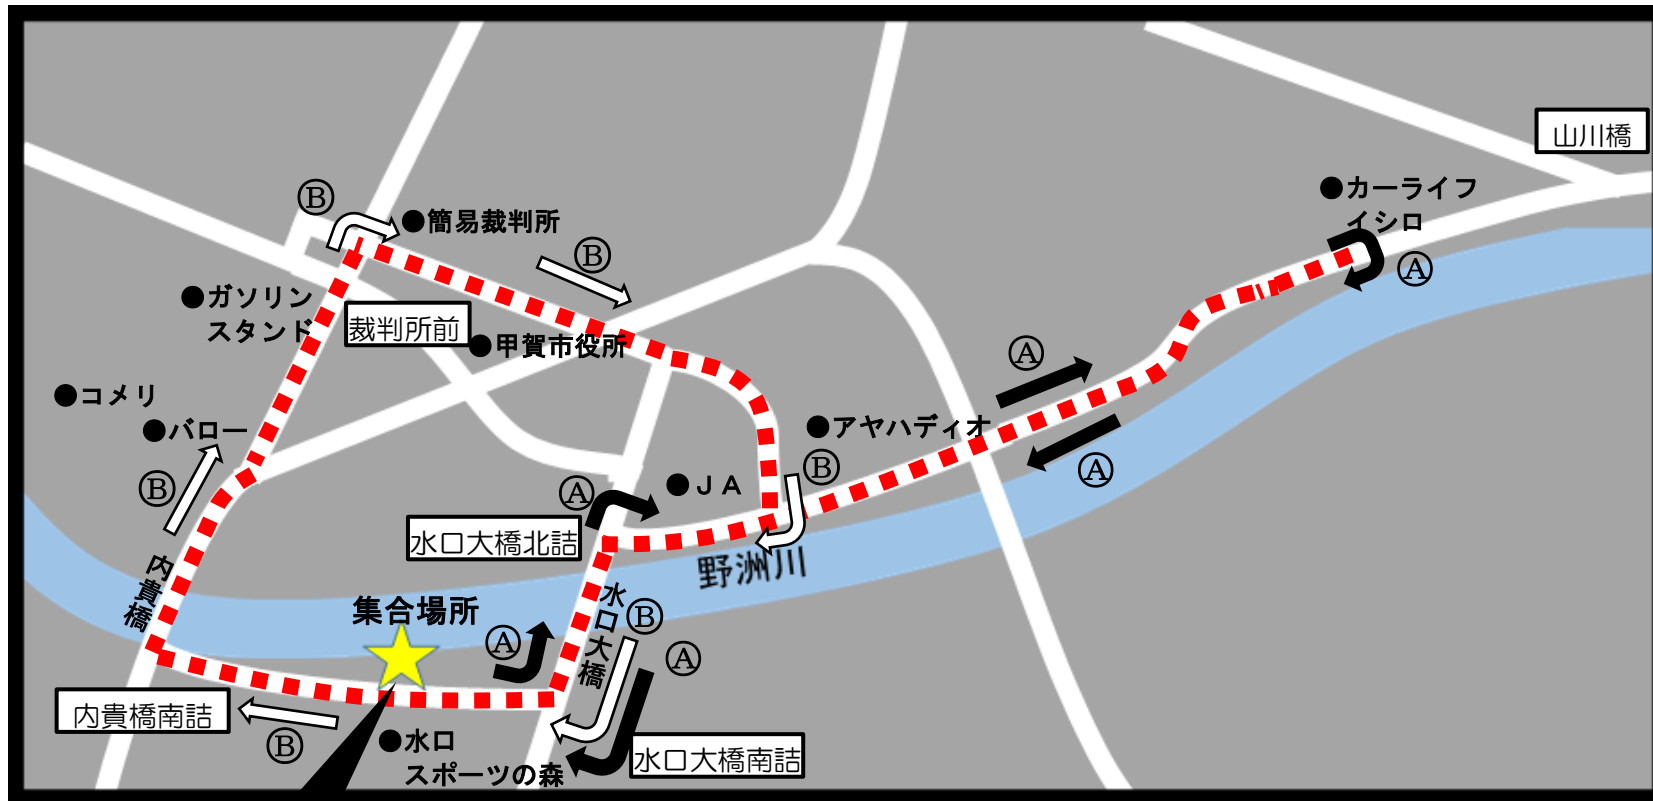 山川橋
●カーライフ
イシロ
Ⓐ
Ⓑ
●簡易裁判所
Ⓑ
●ガソリン
スタンド
裁判所前
●甲賀市役所
Ⓐ
●コメリ
●バロー
●アヤハディオ
Ⓐ
Ⓑ
Ⓑ
●ＪＡ
Ⓐ
水口大橋北詰
野洲川
内貴橋
集合場所
水口大橋
Ⓑ
Ⓐ
Ⓐ
内貴橋南詰
Ⓑ
●水口
スポーツの森
水口大橋南詰